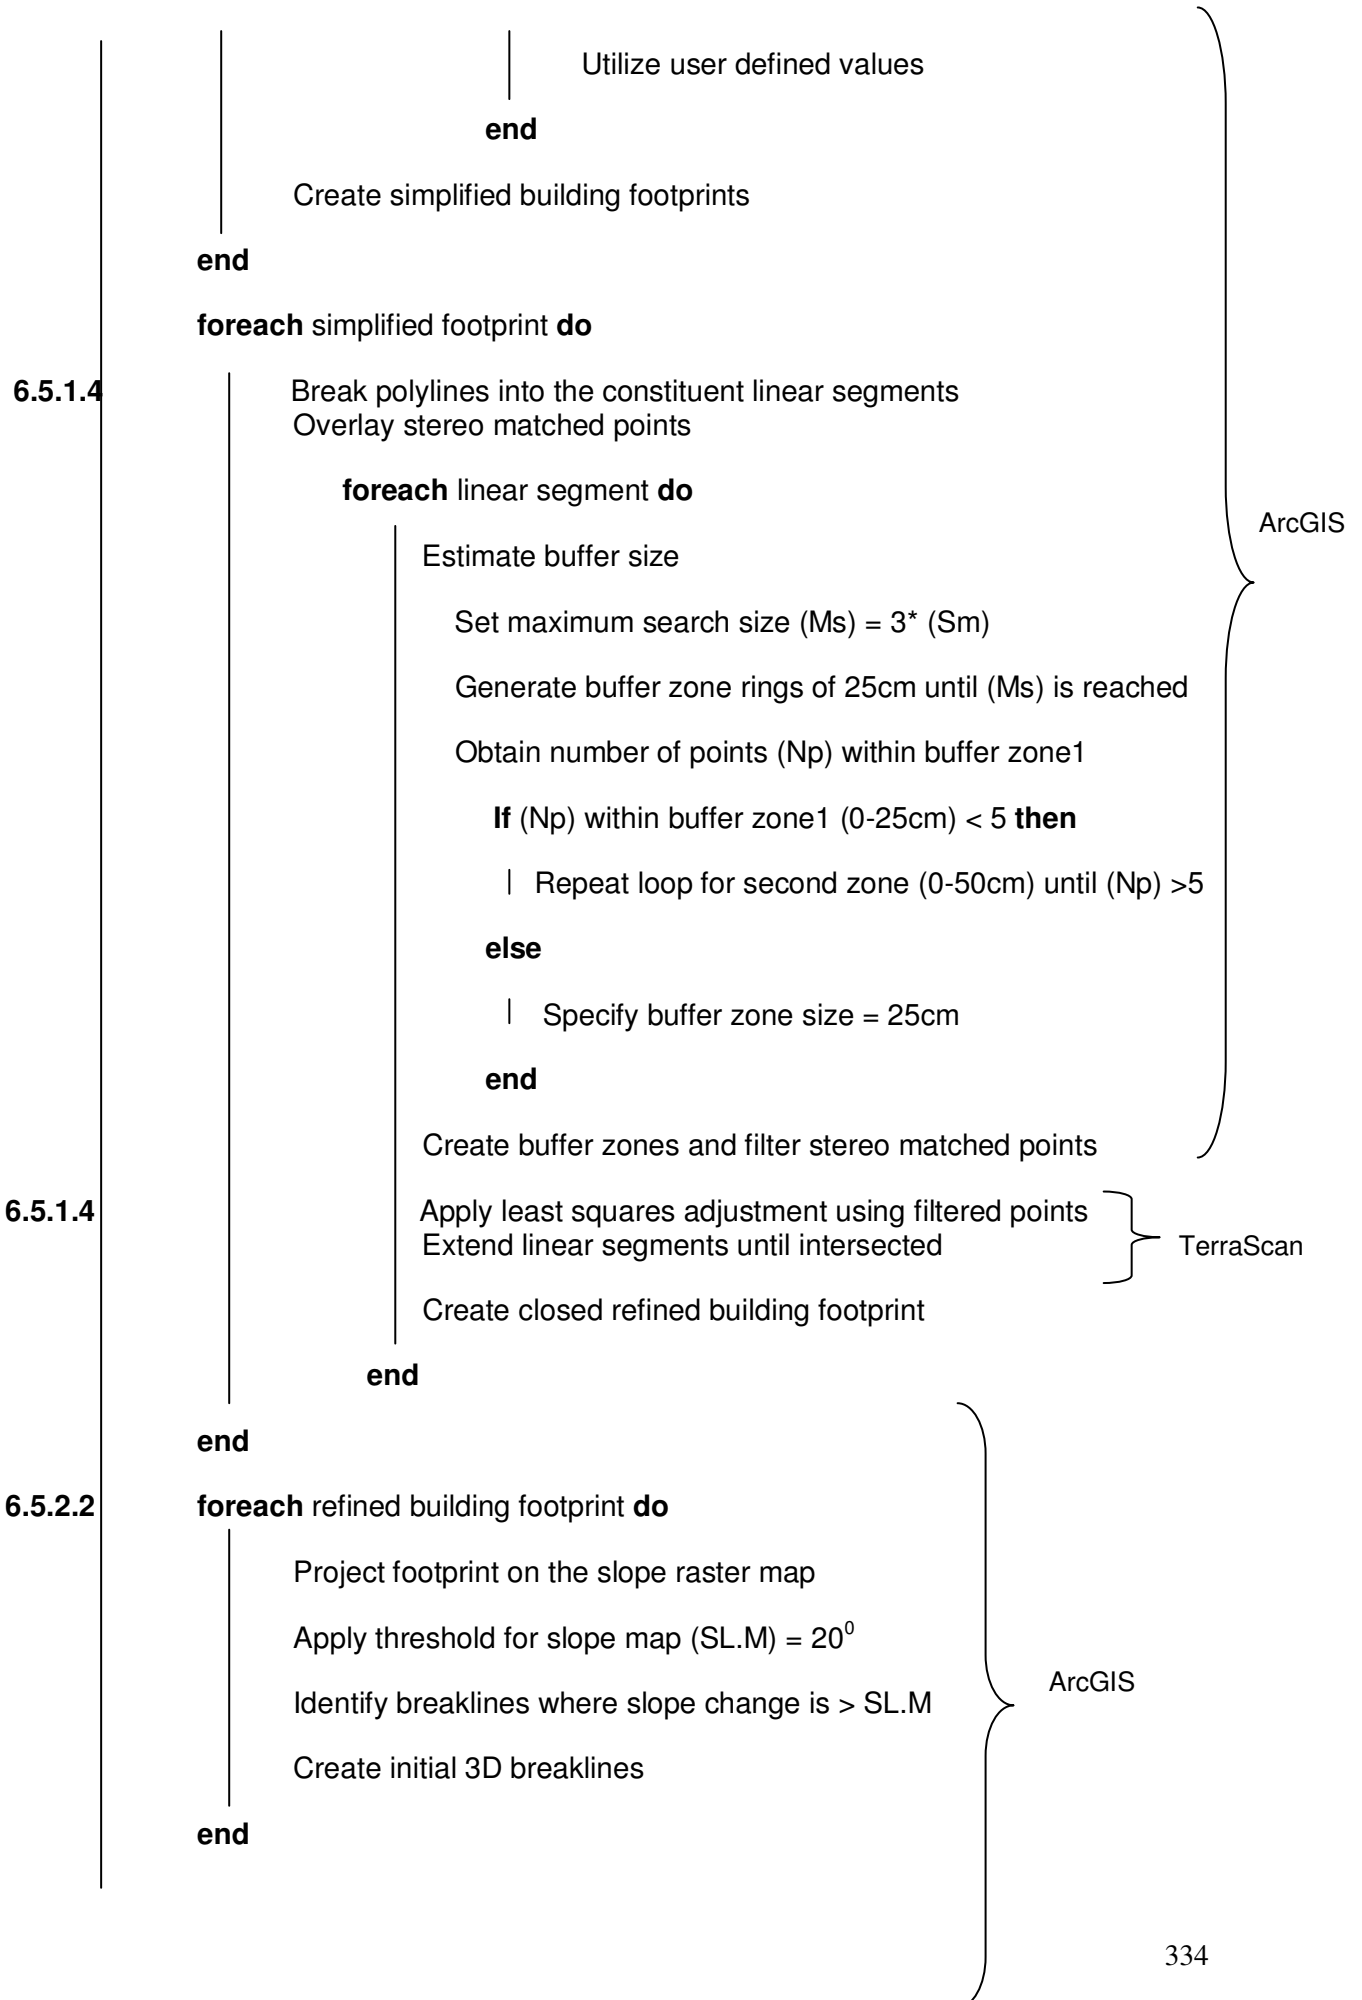 Utilize user defined values
end
Create simplified building footprints
end
foreach simplified footprint do
6.5.1.4 Break polylines into the constituent linear segments
Overlay stereo matched points
foreach linear segment do
ArcGIS
Estimate buffer size
Set maximum search size (Ms) = 3* (Sm)
Generate buffer zone rings of 25cm until (Ms) is reached
Obtain number of points (Np) within buffer zone1
If (Np) within buffer zone1 (0-25cm) < 5 then
Repeat loop for second zone (0-50cm) until (Np) >5
else
Specify buffer zone size = 25cm
end
Create buffer zones and filter stereo matched points
6.5.1.4 Apply least squares adjustment using filtered points
Extend linear segments until intersected
TerraScan
Create closed refined building footprint
end
end
6.5.2.2 foreach refined building footprint do
Project footprint on the slope raster map
Apply threshold for slope map (SL.M) = 20⁰
ArcGIS
Identify breaklines where slope change is > SL.M
Create initial 3D breaklines
end
334